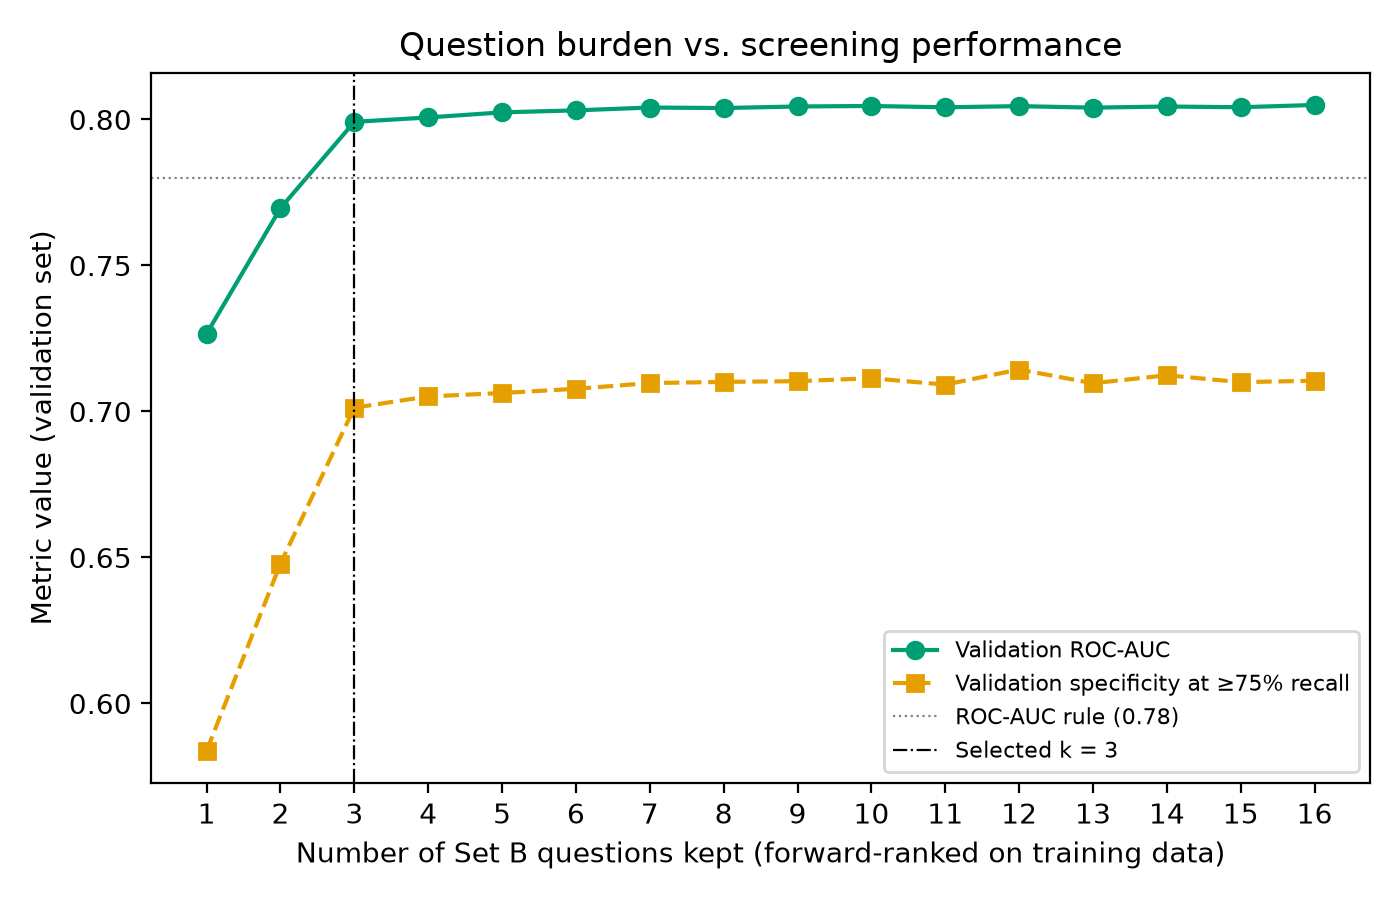 Question burden vs. screening performance
Metric value (validation set)
0.80
0.75
0.70
0.65
0.60
Validation ROC-AUC
Validation specificity at ≥75% recall
ROC-AUC rule (0.78)
Selected k = 3
1 2 3 4 5 6 7 8 9 10 11 12 13 14 15 16
Number of Set B questions kept (forward-ranked on training data)